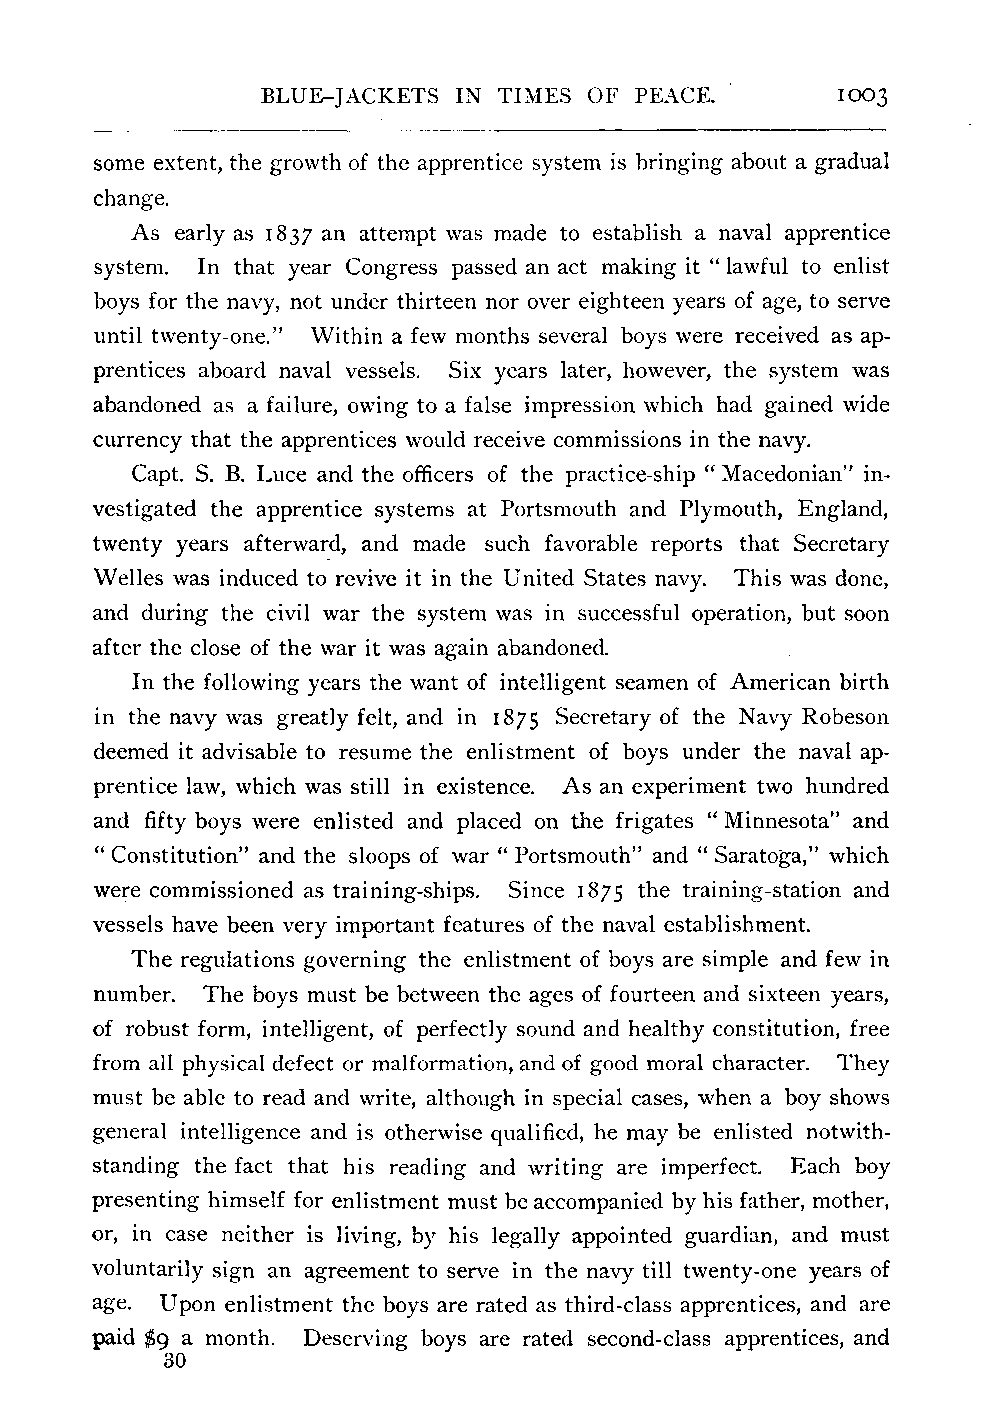 BLUE-JACKETS IN TIMES OF PEACE. 1003
some extent, the growth of the apprentice system is bringing about a gradual
change.
As early as 1837 an attempt was made to establish a naval apprentice
system. In that year Congress passed an act making it “ lawful to enlist
boys for the navy, not under thirteen nor over eighteen years of age, to serve
until twenty-one.” Within a few months several boys were received as ap-
prentices aboard naval vessels. Six years later, however, the system was
abandoned as a failure, owing to a false impression which had gained wide
currency that the apprentices would receive commissions in the navy.
Capt. S. B. Luce and the officers of the practice-ship “ Macedonian” in-
vestigated the apprentice systems at Portsmouth and Plymouth, England,
twenty years afterward, and made such favorable reports that Secretary
Welles was induced to revive it in the United States navy. This was done,
and during the civil war the system was in successful operation, but soon
after the close of the war it was again abandoned.
In the following years the want of intelligent seamen of American birth
in the navy was greatly felt, and in 1875 Secretary of the Navy Robeson
deemed it advisable to resume the enlistment of boys under the naval ap-
prentice law, which was still in existence. As an experiment two hundred
and fifty boys were enlisted and placed on the frigates “ Minnesota” and
“ Constitution” and the sloops of war “ Portsmouth” and “ Saratoga,” which
were commissioned as training-ships. Since 1875 the training-station and
vessels have been very important features of the naval establishment.
The regulations governing the enlistment of boys are simple and few in
number. The boys must be between the ages of fourteen and sixteen years,
of robust form, intelligent, of perfectly sound and healthy constitution, free
from all physical defect or malformation, and of good moral character. They
must be able to read and write, although in special cases, when a boy shows
general intelligence and is otherwise qualified, he may be enlisted notwith-
standing the fact that his reading and writing are imperfect. Each boy
presenting himself for enlistment must be accompanied by his father, mother,
or, in case neither is living, by his legally appointed guardian, and must
voluntarily sign an agreement to serve in the navy till twenty-one years of
age. Upon enlistment the boys are rated as third-class apprentices, and are
paid $9 a month. Deserving boys are rated second-class apprentices, and
30